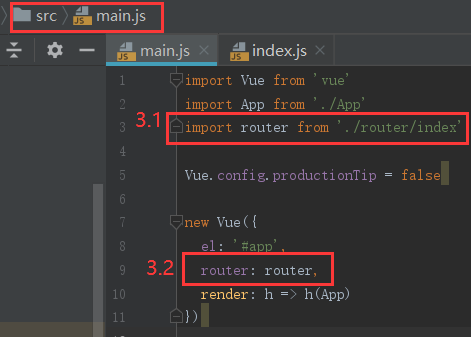 src main.js
main.js index.js
1 import Vue from 'vue'
2 import App from './App'
3.1
3 import router from './router/index'
4
5 Vue.config.productionTip = false
6
7 new Vue({
8 el: '#app',
3.2
9 router: router,
10 render: h => h(App)
11 })